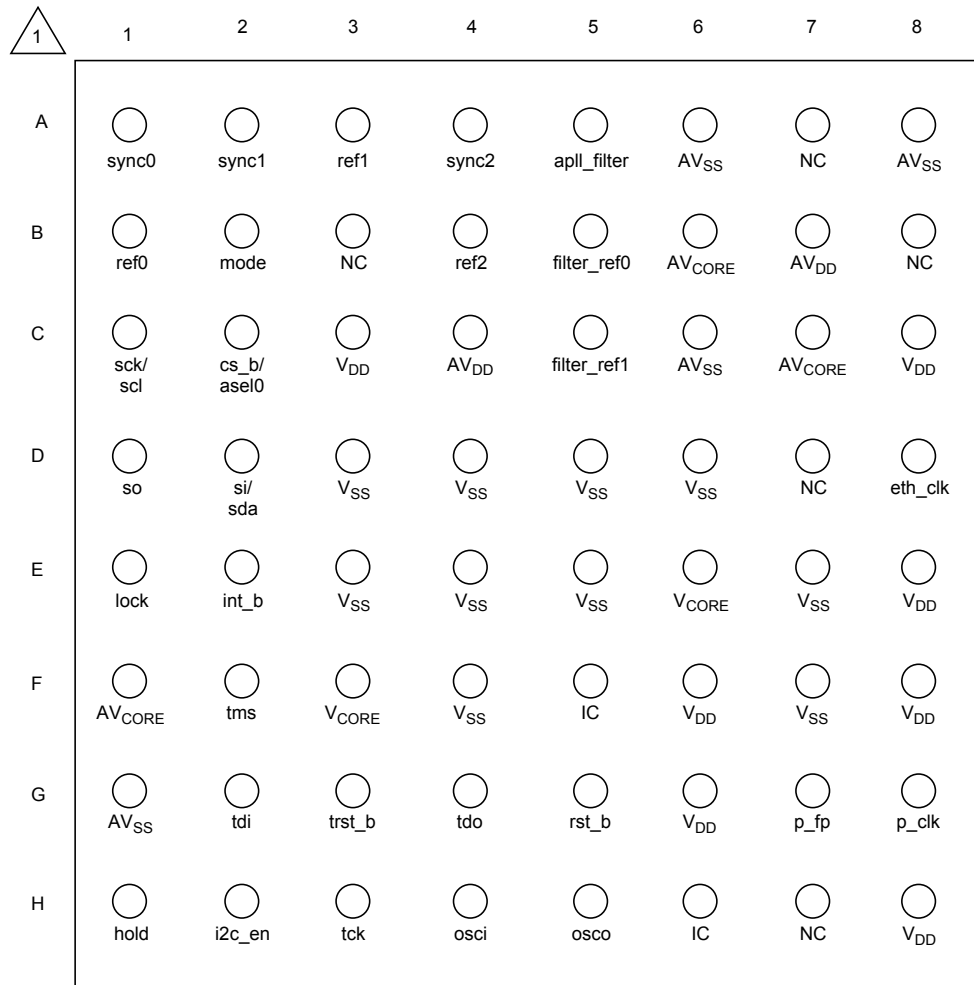 1 1 2 3 4 5 6 7 8
A
sync0 sync1 ref1 sync2 apll_filter AVSS NC AVSS
B
ref0 mode NC ref2 filter_ref0 AVCORE AVDD NC
C
sck/ cs_b/ VDD AVDD filter_ref1 AVSS AVCORE VDD
scl asel0
D
so si/ VSS VSS VSS VSS NC eth_clk
sda
E
lock int_b VSS VSS VSS VCORE VSS VDD
F
AVCORE tms VCORE VSS IC VDD VSS VDD
G
AVSS tdi trst_b tdo rst_b VDD p_fp p_clk
H
hold i2c_en tck osci osco IC NC VDD